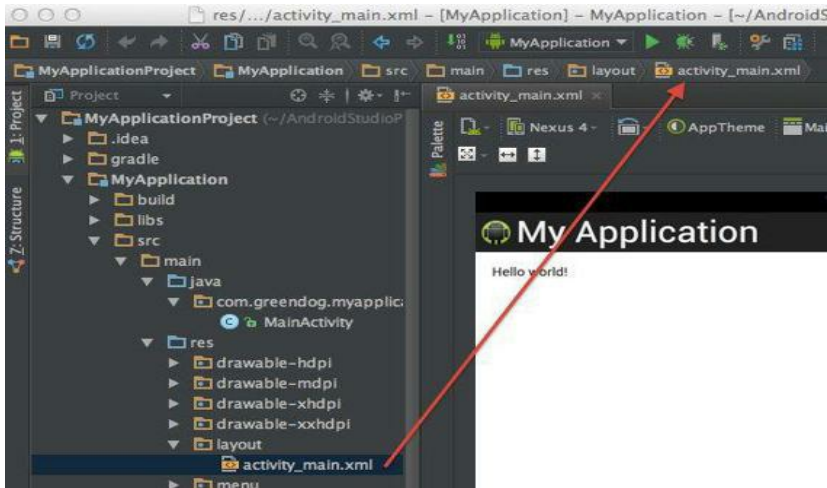 res/.../activity_main.xml – [MyApplication] – MyApplication – [~/AndroidS
MyApplication
MyApplicationProject MyApplication src main res layout activity_main.xml
1: Project
Project
activity_main.xml
MyApplicationProject (~/AndroidStudioP
.idea
gradle
MyApplication
build
libs
src
main
java
com.greendog.myapplic
MainActivity
res
drawable-hdpi
drawable-mdpi
drawable-xhdpi
drawable-xxhdpi
layout
activity_main.xml
menu
Z: Structure
Palette
Nexus 4 AppTheme Mai
My Application
Hello world!